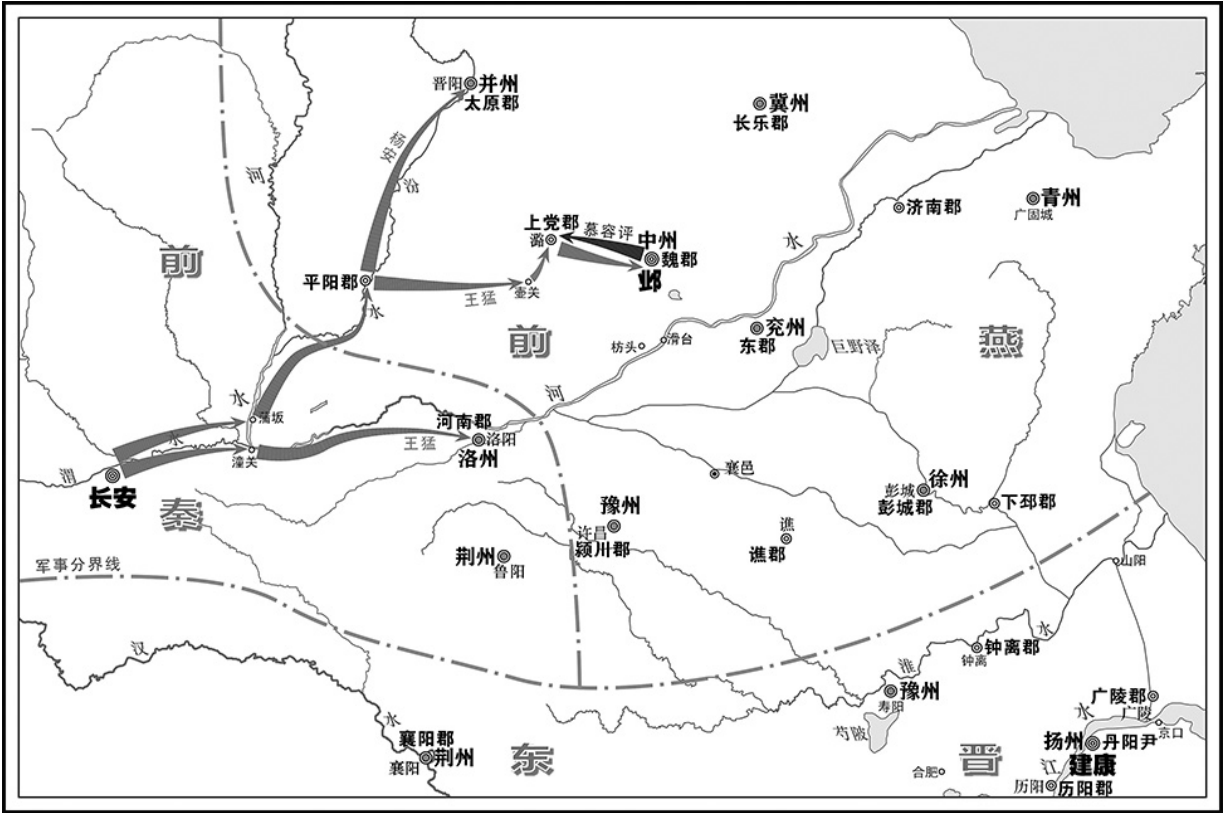 晋阳
并州
太原郡
冀州
长乐郡
杨安
汾
河
济南郡
青州
广固城
上党郡
潞
慕容评
中州
魏郡
邺
水
前
平阳郡
王猛
壶关
水
前
燕
兖州
东郡
枋头
滑台
巨野泽
水
蒲坂
河
水
潼关
渭
长安
河南郡
王猛
洛阳
洛州
秦
襄邑
徐州
彭城
彭城郡
下邳郡
豫州
许昌
颍川郡
谯
谯郡
荆州
鲁阳
军事分界线
山阳
汉
水
钟离郡
钟离
淮
豫州
寿阳
芍陂
广陵郡
广陵
京口
水
襄阳郡
荆州
襄阳
东
晋
扬州
丹阳尹
建康
江
合肥
历阳
历阳郡